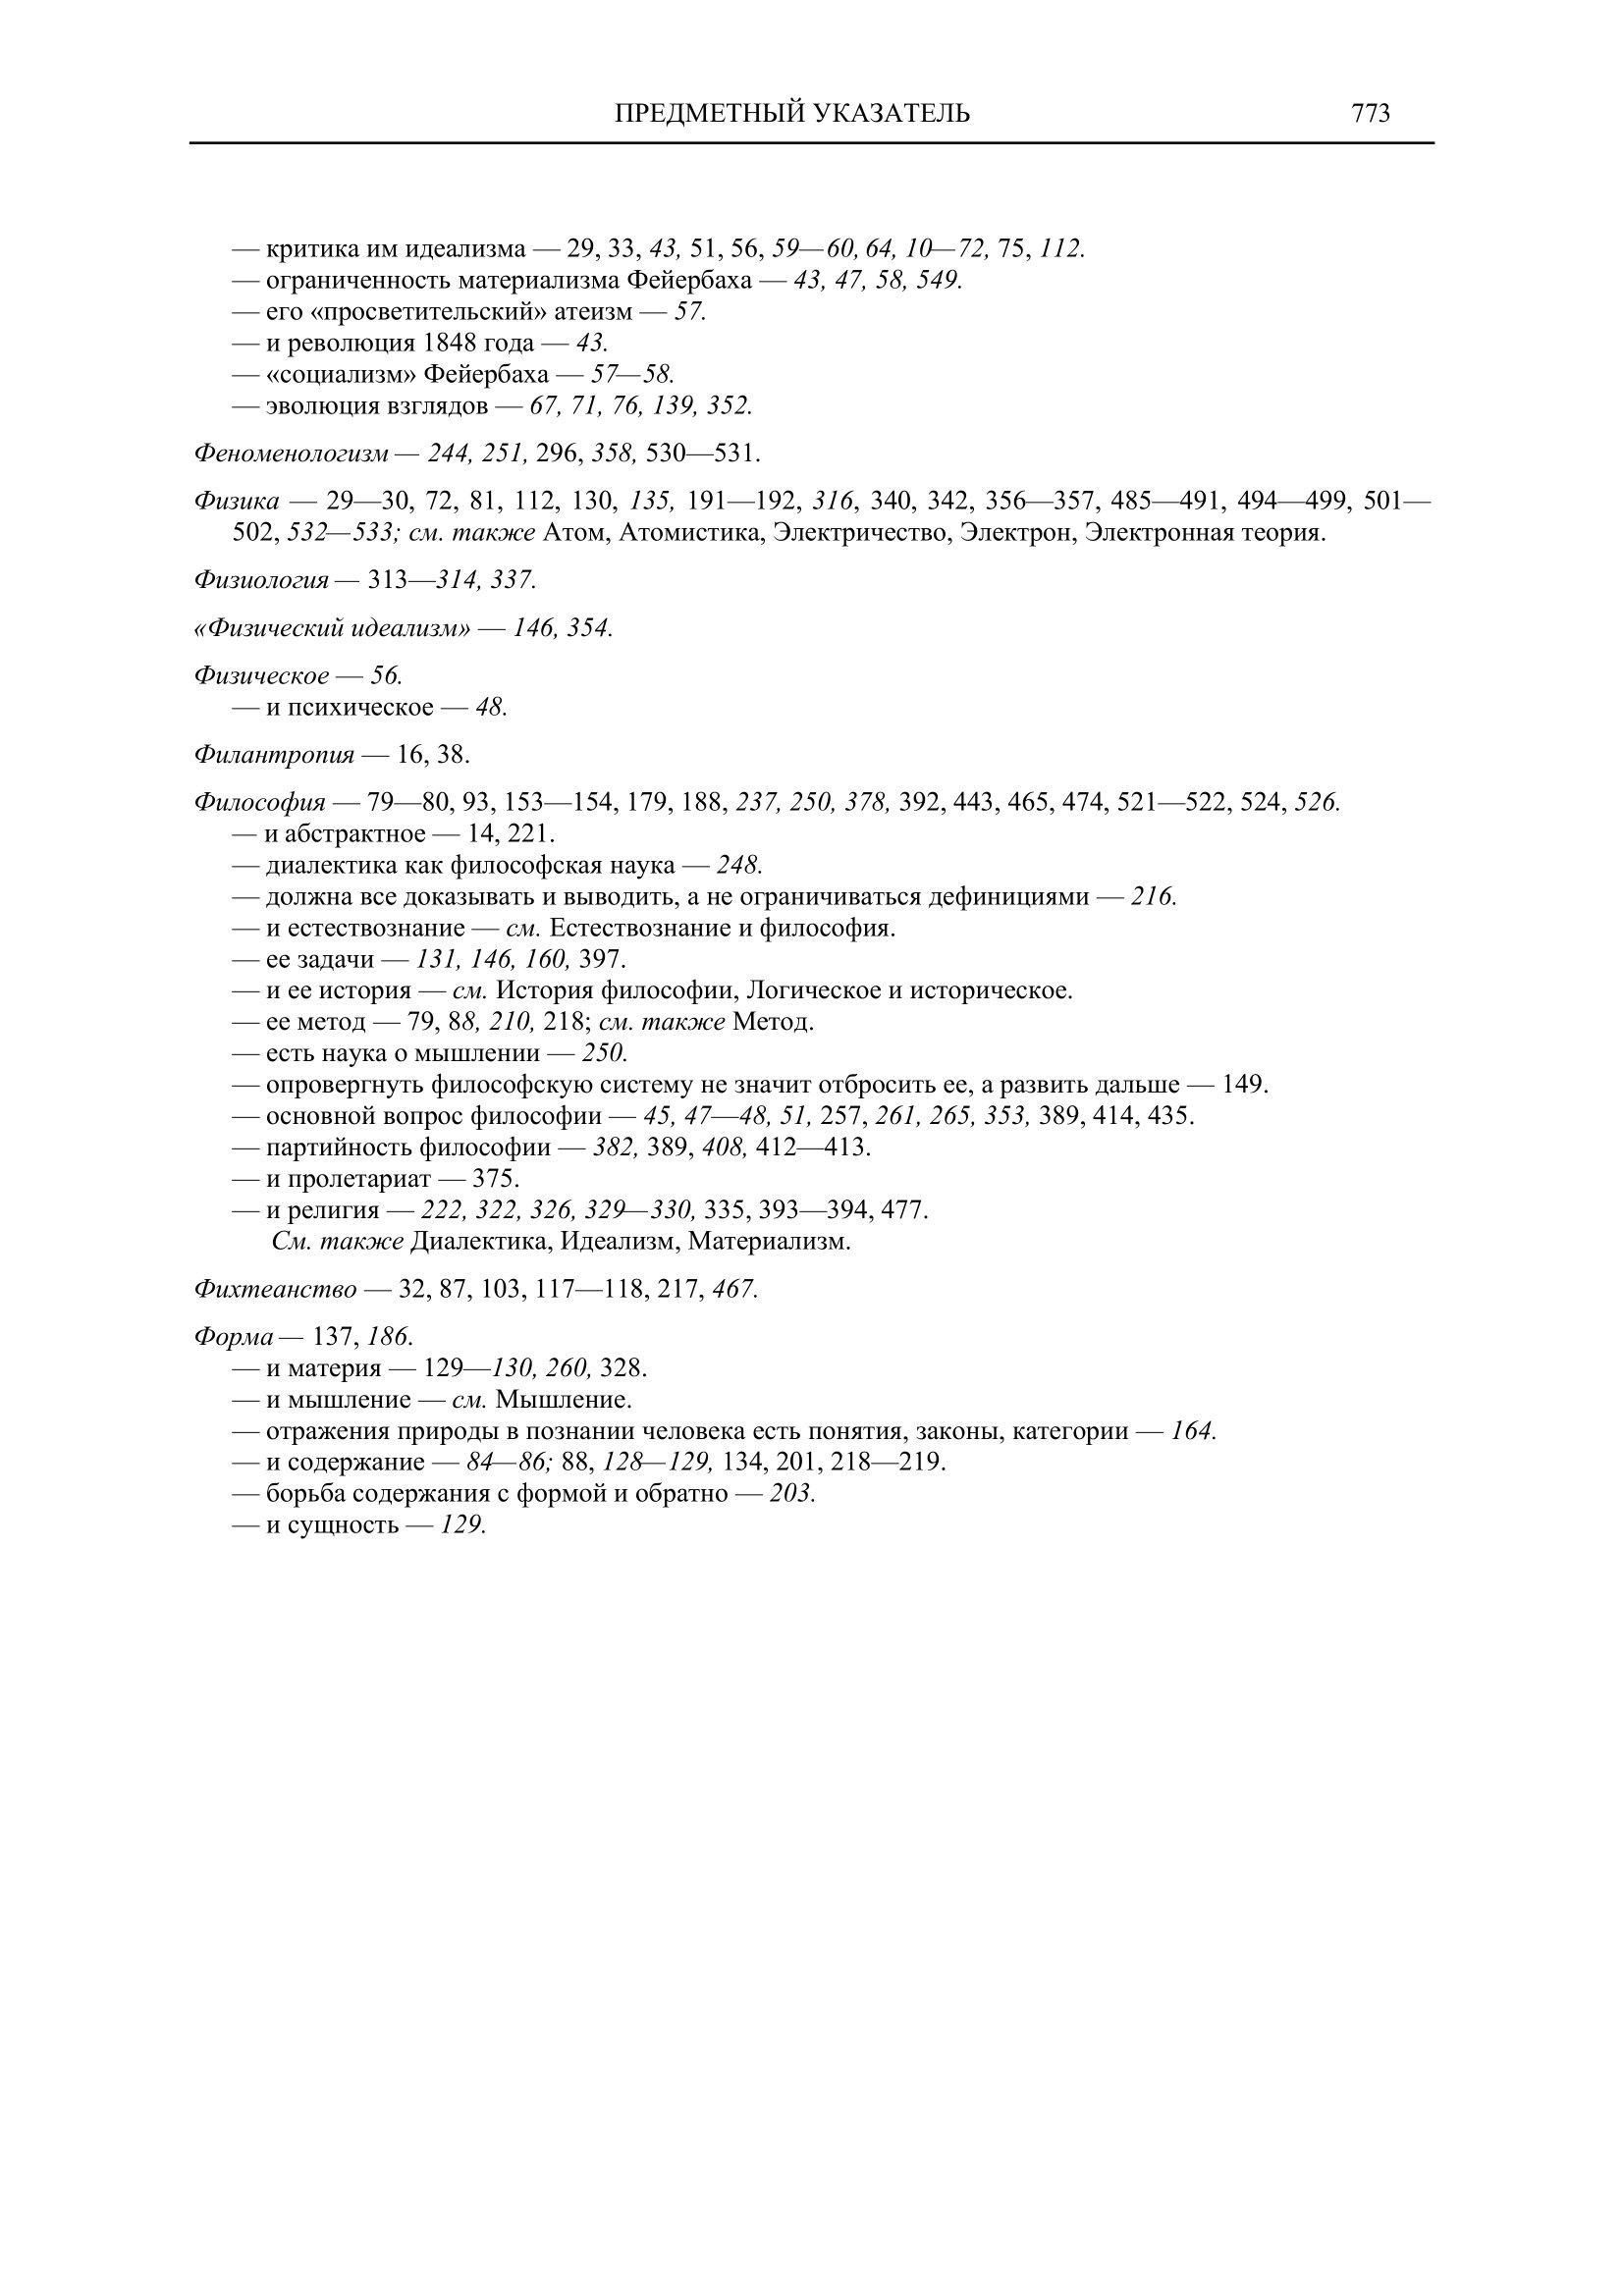 ПРЕДМЕТНЫЙ УКАЗАТЕЛЬ 773
— критика им идеализма — 29, 33, 43, 51, 56, 59—60, 64, 10—72, 75, 112.
— ограниченность материализма Фейербаха — 43, 47, 58, 549.
— его «просветительский» атеизм — 57.
— и революция 1848 года — 43.
— «социализм» Фейербаха — 57—58.
— эволюция взглядов — 67, 71, 76, 139, 352.
Феноменологизм — 244, 251, 296, 358, 530—531.
Физика — 29—30, 72, 81, 112, 130, 135, 191—192, 316, 340, 342, 356—357, 485—491, 494—499, 501—
502, 532—533; см. также Атом, Атомистика, Электричество, Электрон, Электронная теория.
Физиология — 313—314, 337.
«Физический идеализм» — 146, 354.
Физическое — 56.
— и психическое — 48.
Филантропия — 16, 38.
Философия — 79—80, 93, 153—154, 179, 188, 237, 250, 378, 392, 443, 465, 474, 521—522, 524, 526.
— и абстрактное — 14, 221.
— диалектика как философская наука — 248.
— должна все доказывать и выводить, а не ограничиваться дефинициями — 216.
— и естествознание — см. Естествознание и философия.
— ее задачи — 131, 146, 160, 397.
— и ее история — см. История философии, Логическое и историческое.
— ее метод — 79, 88, 210, 218; см. также Метод.
— есть наука о мышлении — 250.
— опровергнуть философскую систему не значит отбросить ее, а развить дальше — 149.
— основной вопрос философии — 45, 47—48, 51, 257, 261, 265, 353, 389, 414, 435.
— партийность философии — 382, 389, 408, 412—413.
— и пролетариат — 375.
— и религия — 222, 322, 326, 329—330, 335, 393—394, 477.
См. также Диалектика, Идеализм, Материализм.
Фихтеанство — 32, 87, 103, 117—118, 217, 467.
Форма — 137, 186.
— и материя — 129—130, 260, 328.
— и мышление — см. Мышление.
— отражения природы в познании человека есть понятия, законы, категории — 164.
— и содержание — 84—86; 88, 128—129, 134, 201, 218—219.
— борьба содержания с формой и обратно — 203.
— и сущность — 129.